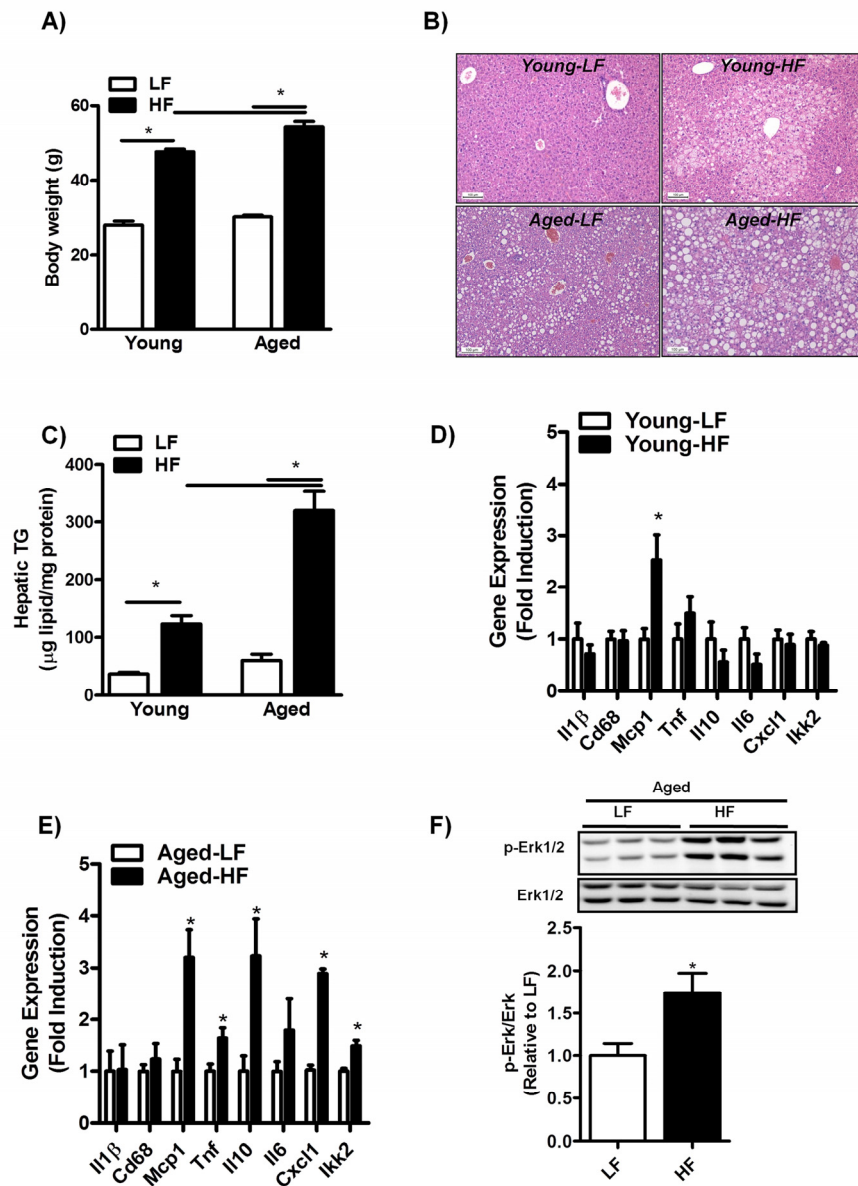 A)
LF
HF
Body weight (g)
60
40
20
0
*
*
Young
Aged
B)
Young-LF
Young-HF
Aged-LF
Aged-HF
C)
LF
HF
Hepatic TG
(µg lipid/mg protein)
400
300
200
100
0
*
*
Young
Aged
D)
Young-LF
Young-HF
Gene Expression
(Fold Induction)
5
4
3
2
1
0
*
Il1β
Cd68
Mcp1
Tnf
Il10
Il6
Cxcl1
Ikk2
E)
Aged-LF
Aged-HF
Gene Expression
(Fold Induction)
5
4
3
2
1
0
*
*
*
*
*
Il1β
Cd68
Mcp1
Tnf
Il10
Il6
Cxcl1
Ikk2
F)
Aged
LF
HF
p-Erk1/2
Erk1/2
p-Erk/Erk
(Relative to LF)
2.5
2.0
1.5
1.0
0.5
0.0
*
LF
HF